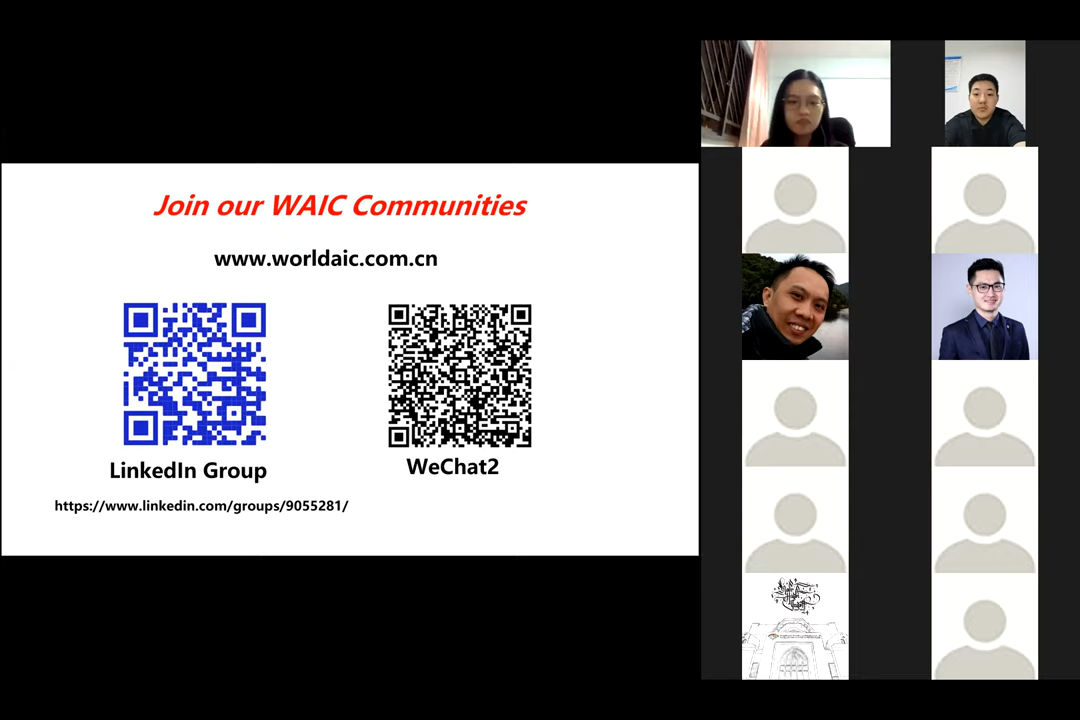 Join our WAIC Communities
www.worldaic.com.cn
LinkedIn Group
WeChat2
https://www.linkedin.com/groups/9055281/